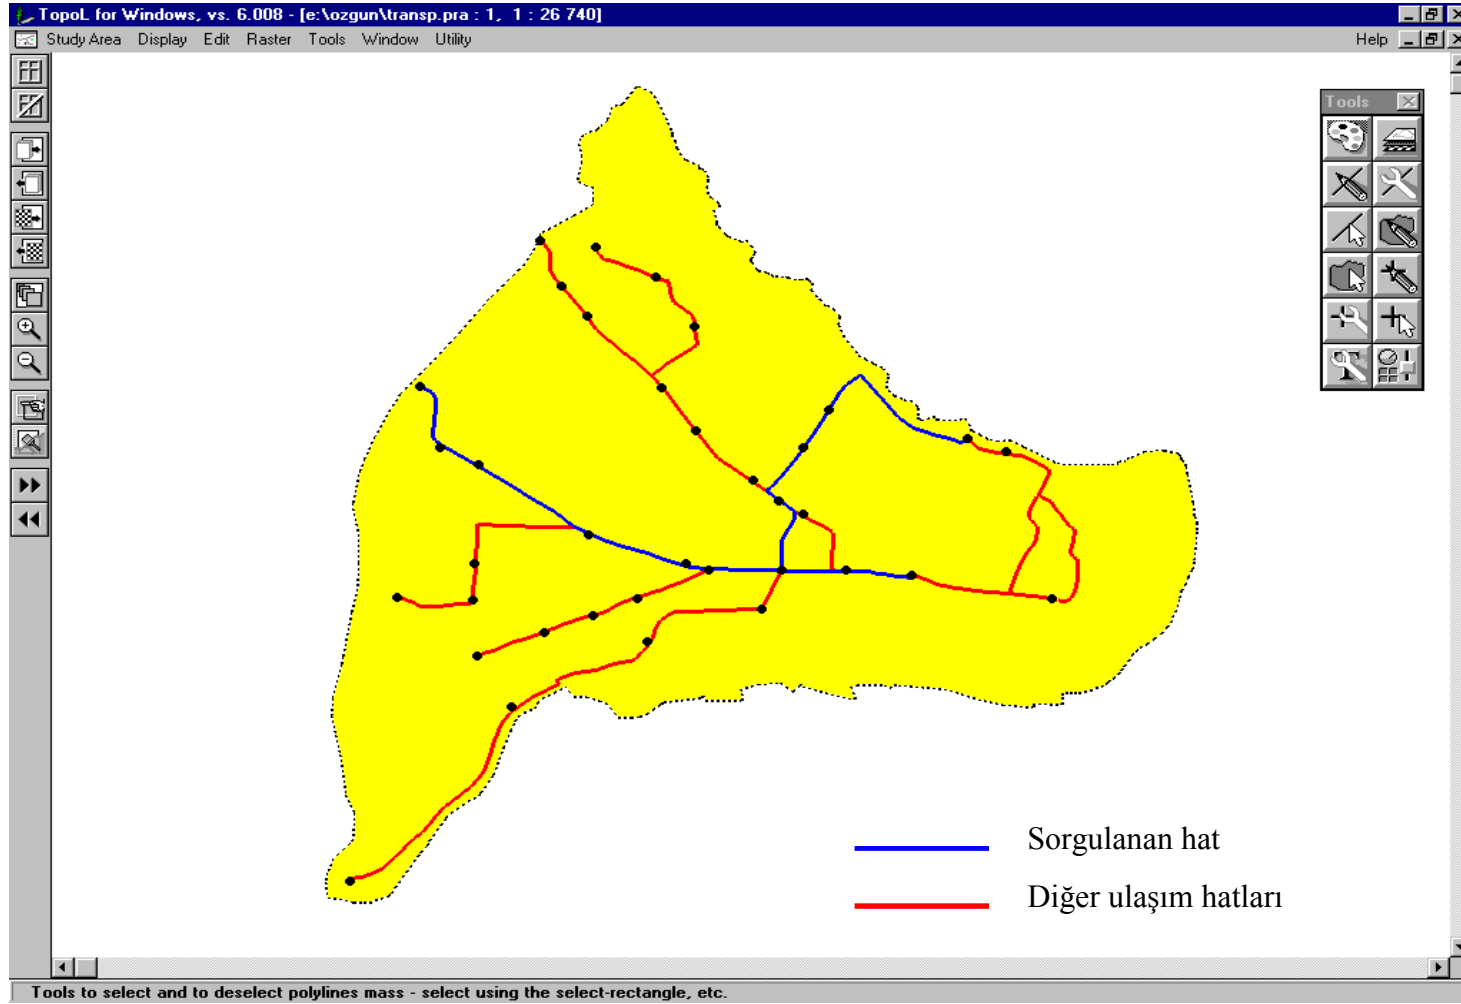 TopoL for Windows, vs. 6.008 - [e:\ozgun\transp.pra : 1, 1 : 26 740]
Study Area Display Edit Raster Tools Window Utility Help
Tools
Sorgulanan hat
Diğer ulaşım hatları
Tools to select and to deselect polylines mass - select using the select-rectangle, etc.